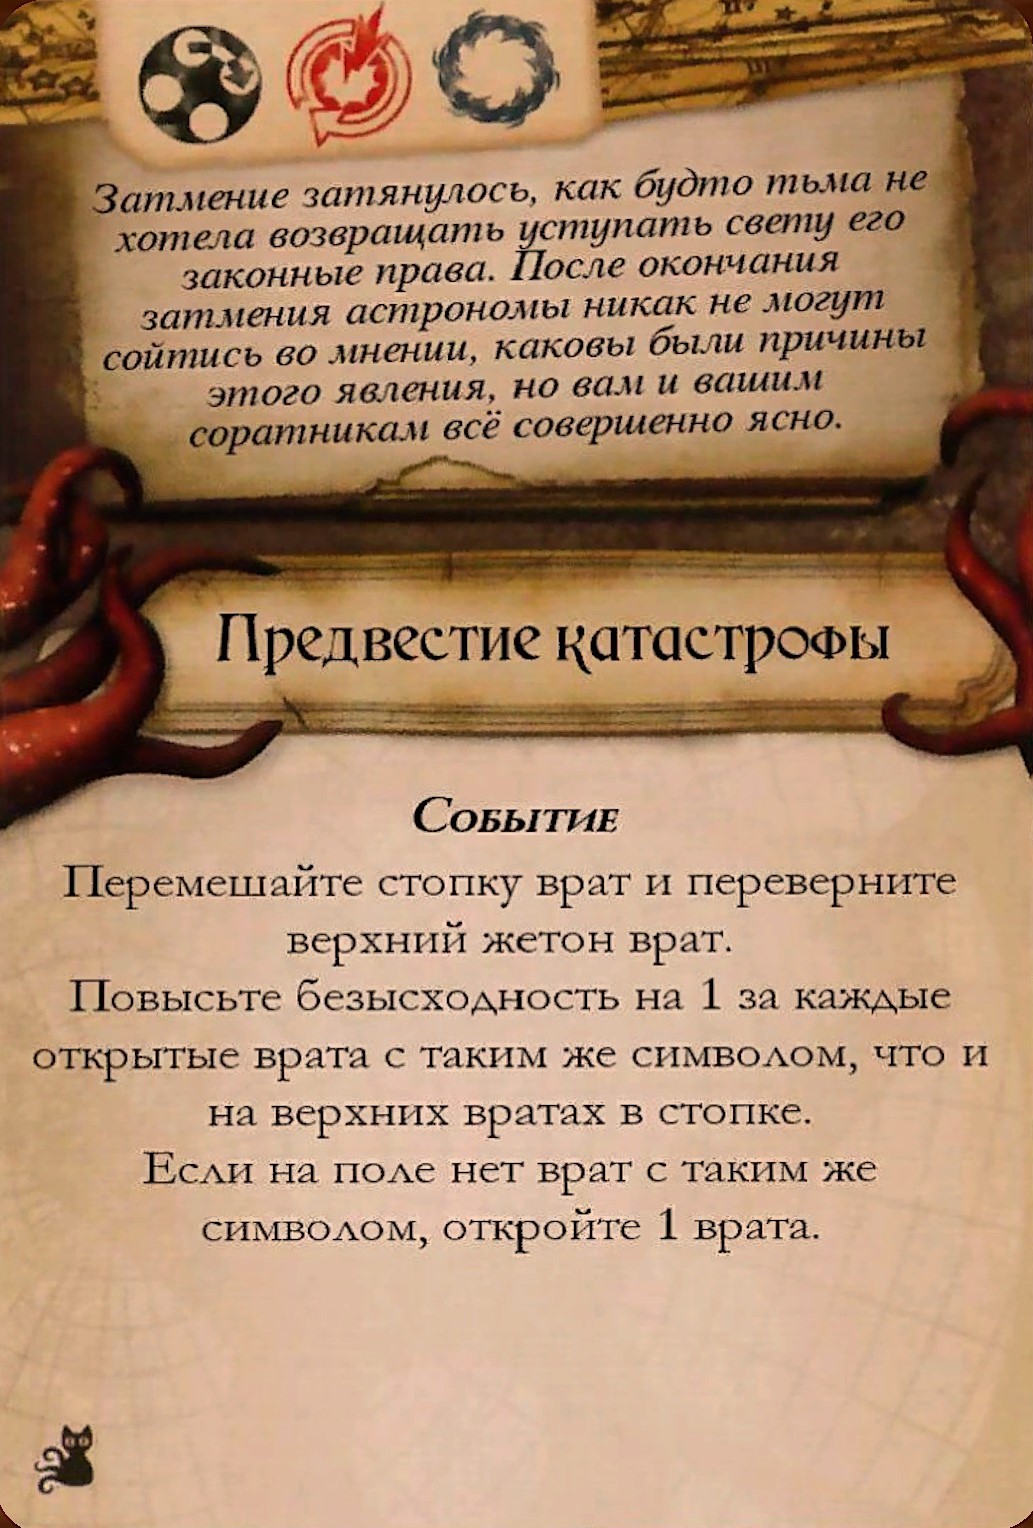 Затмение затянулось, как будто тьма не
хотела возвращать уступать свету его
законные права. После окончания
затмения астрономы никак не могут
сойтись во мнении, каковы были причины
этого явления, но вам и вашим
соратникам всё совершенно ясно.
Предвестие катастрофы
Событие
Перемешайте стопку врат и переверните
верхний жетон врат.
Повысьте безысходность на 1 за каждые
открытые врата с таким же символом, что и
на верхних вратах в стопке.
Если на поле нет врат с таким же
символом, откройте 1 врата.